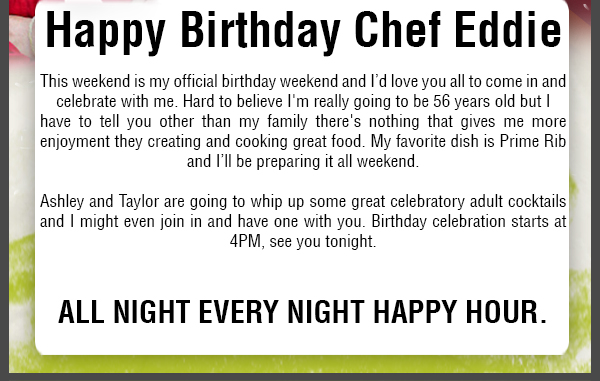 Happy Birthday Chef Eddie
This weekend is my official birthday weekend and I’d love you all to come in and
celebrate with me. Hard to believe I'm really going to be 56 years old but I
have to tell you other than my family there's nothing that gives me more
enjoyment they creating and cooking great food. My favorite dish is Prime Rib
and I’ll be preparing it all weekend.
Ashley and Taylor are going to whip up some great celebratory adult cocktails
and I might even join in and have one with you. Birthday celebration starts at
4PM, see you tonight.
ALL NIGHT EVERY NIGHT HAPPY HOUR.